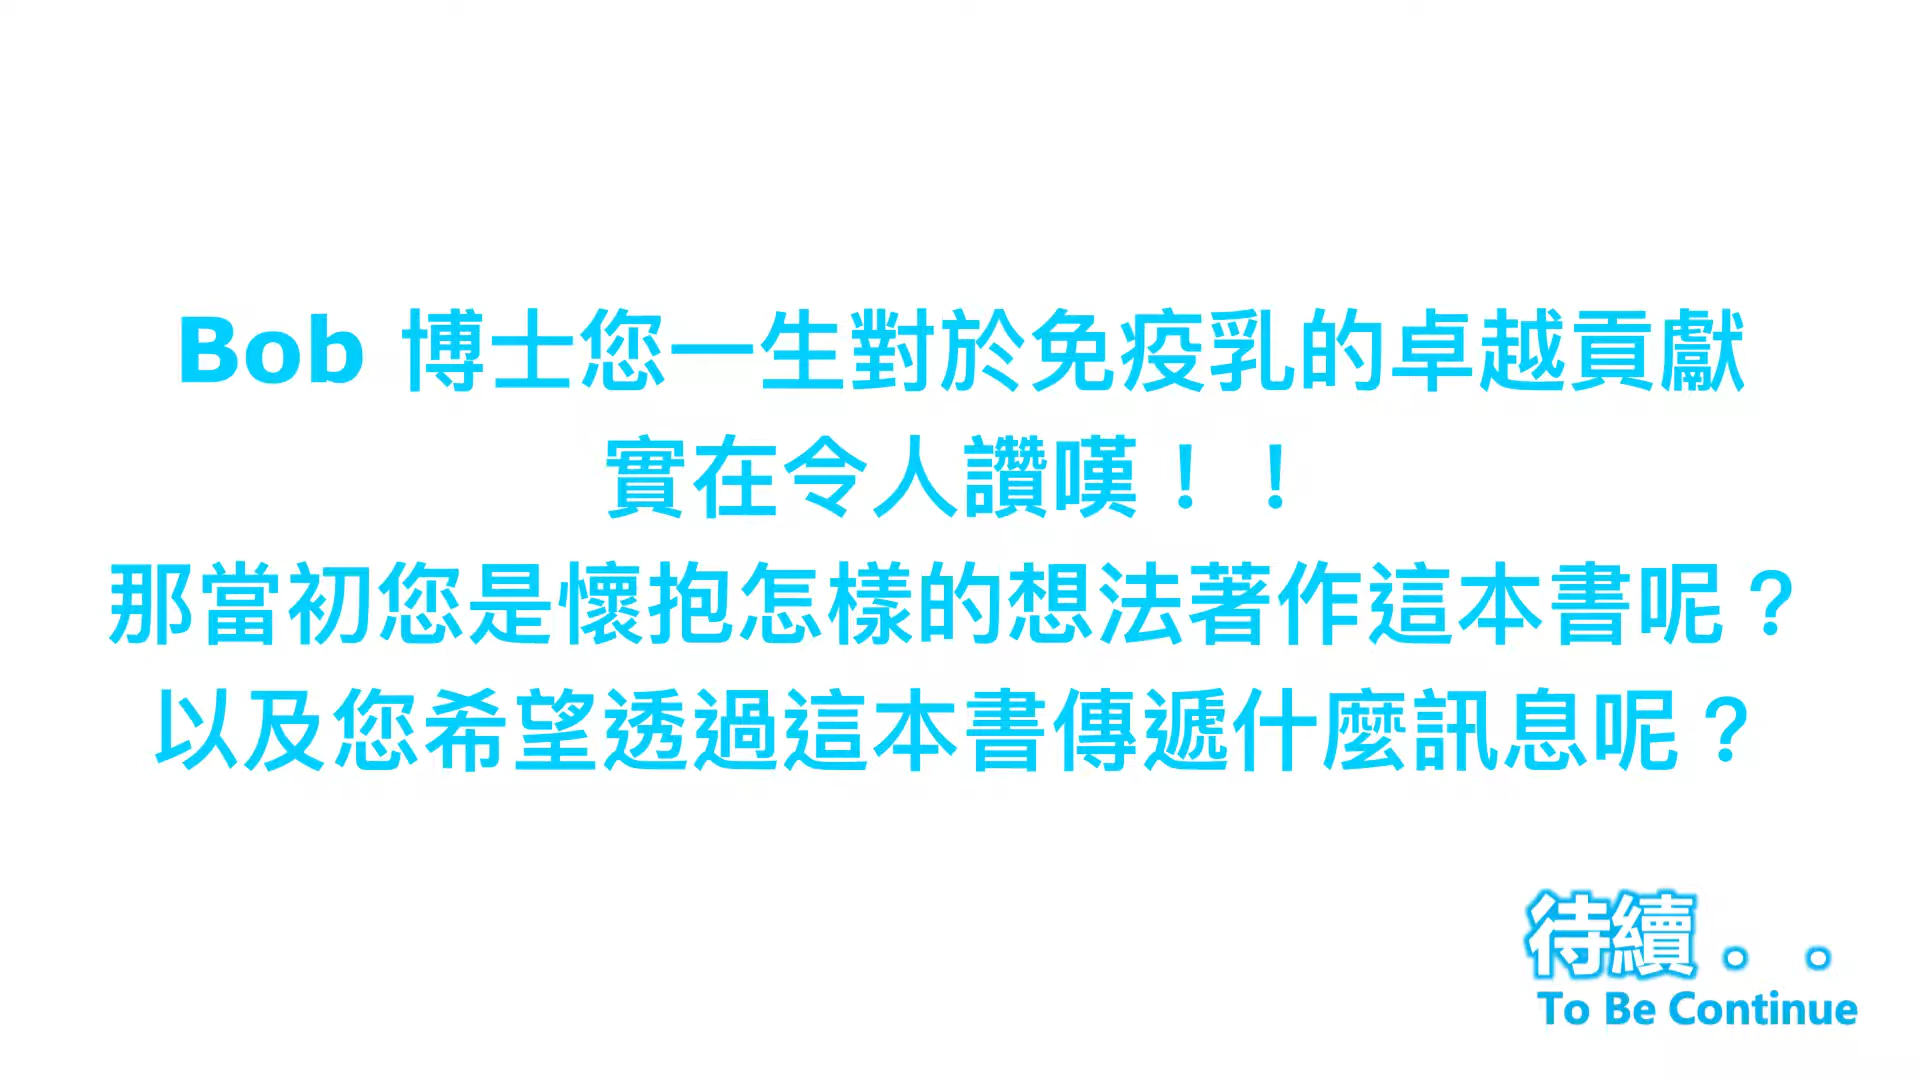 Bob 博士您一生對於免疫乳的卓越貢獻
實在令人讚嘆！！
那當初您是懷抱怎樣的想法著作這本書呢？
以及您希望透過這本書傳遞什麼訊息呢？
待續．．
To Be Continue